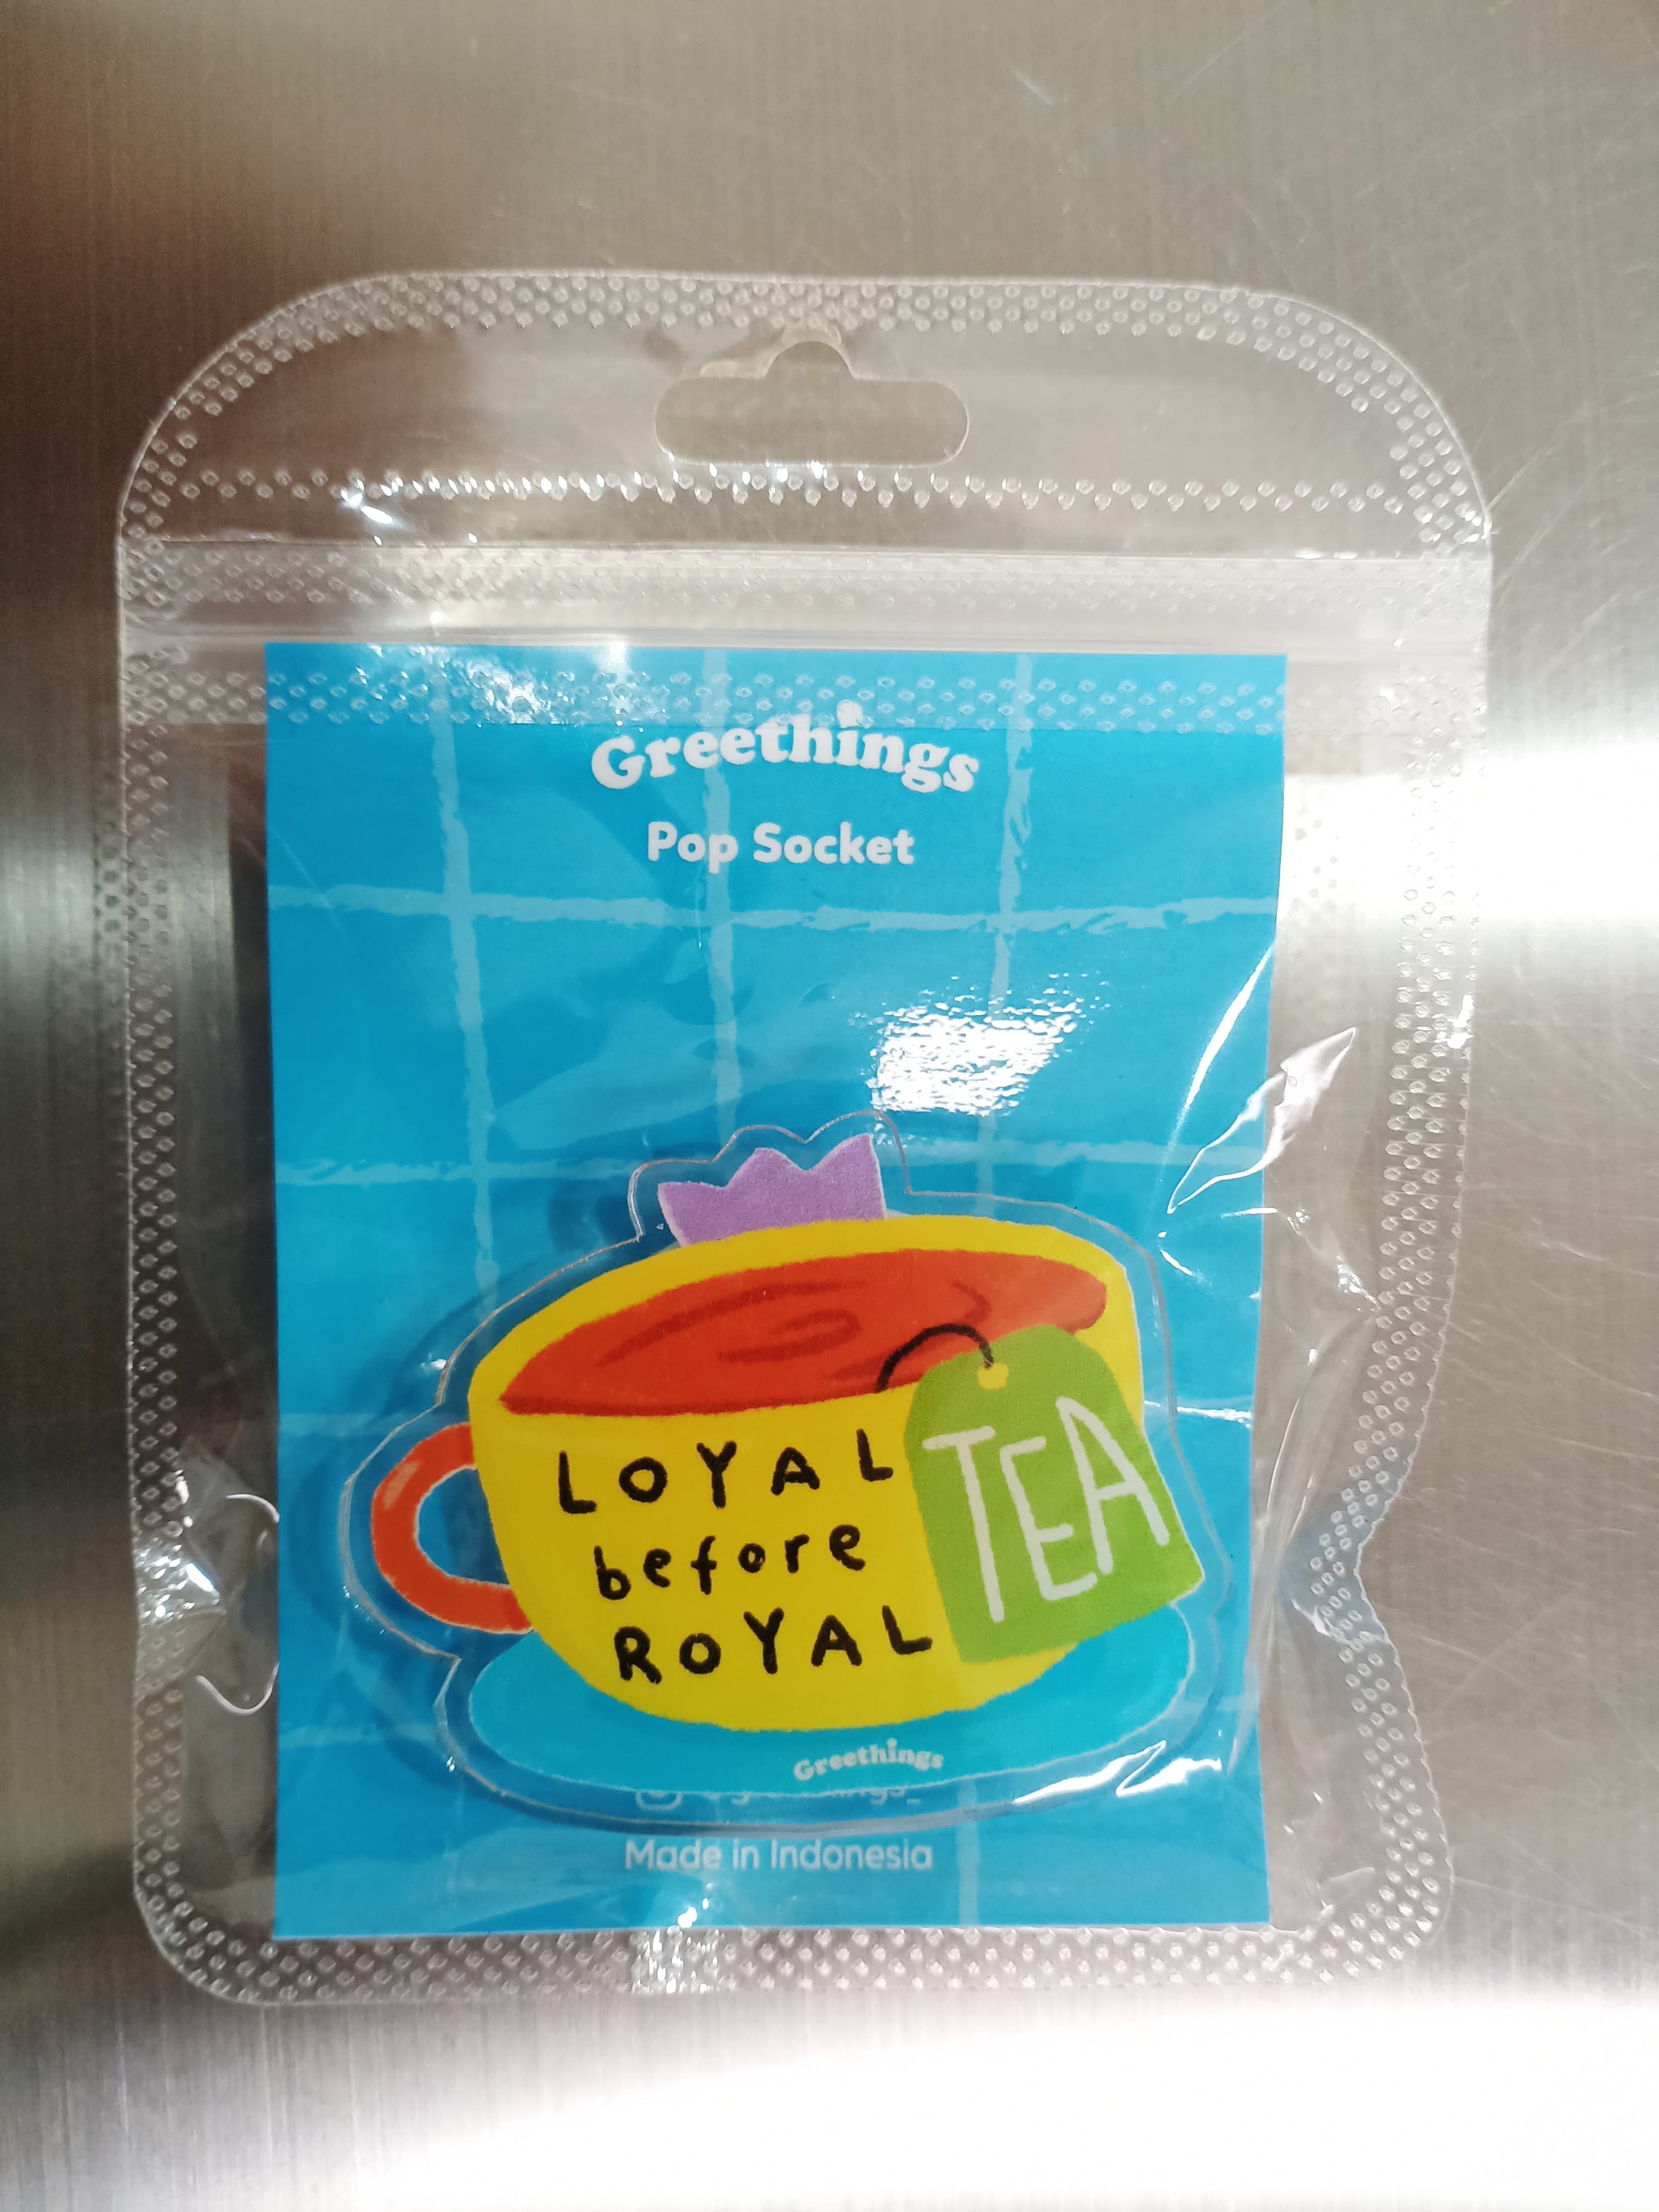 Greethings
Pop Socket
LOYAL
before
ROYAL
TEA
Greethings
Made in Indonesia